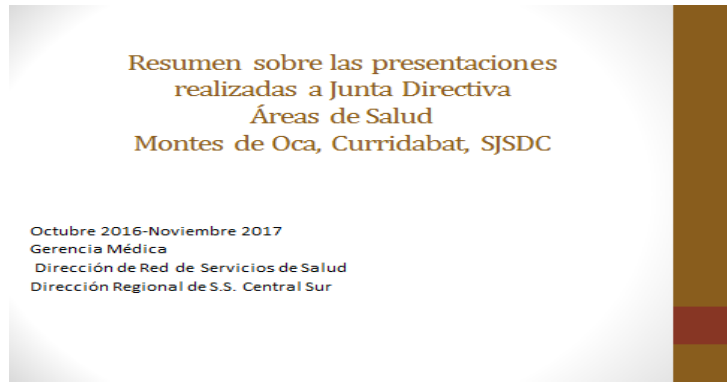 Resumen sobre las presentaciones
realizadas a Junta Directiva
Áreas de Salud
Montes de Oca, Curridabat, SJSDC
Octubre 2016-Noviembre 2017
Gerencia Médica
Dirección de Red de Servicios de Salud
Dirección Regional de S.S. Central Sur